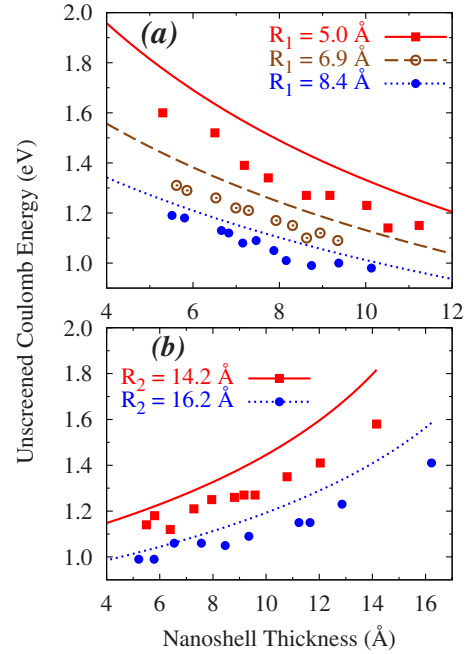 (a)
R1 = 5.0 Å
R1 = 6.9 Å
R1 = 8.4 Å
2.0
1.8
1.6
1.4
1.2
1.0
4 6 8 10 12
Unscreened Coulomb Energy (eV)
(b)
R2 = 14.2 Å
R2 = 16.2 Å
2.0
1.8
1.6
1.4
1.2
1.0
4 6 8 10 12 14 16
Nanoshell Thickness (Å)